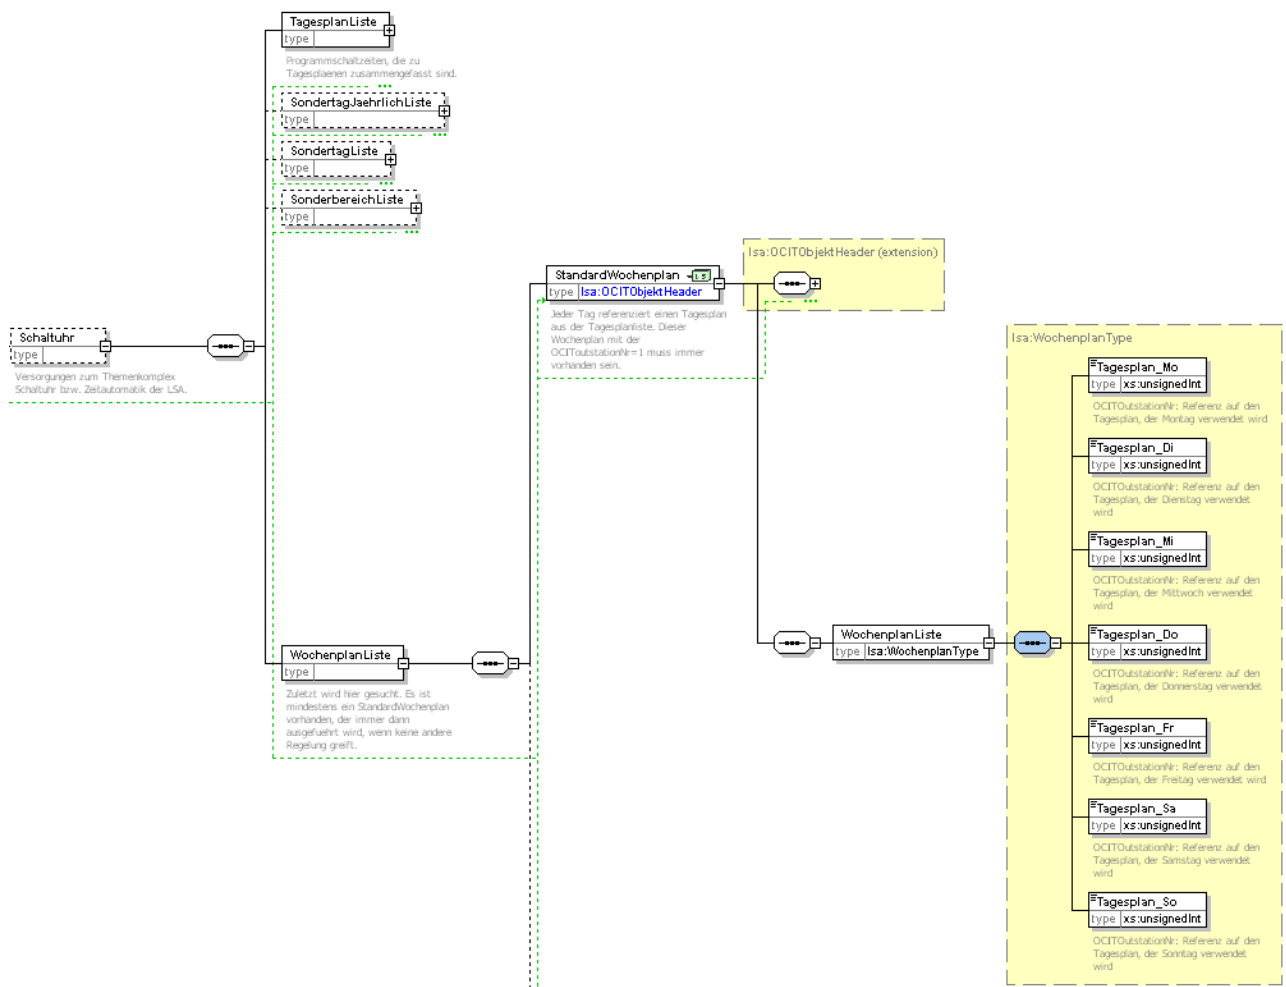 TagesplanListe
type
Programmschaltzeiten, die zu
Tagesplaenen zusammengefasst sind.
SondertagJaehrlichListe
type
SondertagListe
type
SonderbereichListe
type
Schaltuhr
type
Versorgungen zum Themenkomplex
Schaltuhr bzw. Zeitautomatik der LSA.
WochenplanListe
type
Zuletzt wird hier gesucht. Es ist
mindestens ein StandardWochenplan
vorhanden, der immer dann
ausgefuehrt wird, wenn keine andere
Regelung greift.
StandardWochenplan
type lsa:OCITObjektHeader
Jeder Tag referenziert einen Tagesplan
aus der Tagesplanliste. Dieser
Wochenplan mit der
OCIToutstationNr=1 muss immer
vorhanden sein.
lsa:OCITObjektHeader (extension)
WochenplanListe
type lsa:WochenplanType
lsa:WochenplanType
Tagesplan_Mo
type xs:unsignedInt
OCITOutstationNr: Referenz auf den
Tagesplan, der Montag verwendet wird
Tagesplan_Di
type xs:unsignedInt
OCITOutstationNr: Referenz auf den
Tagesplan, der Dienstag verwendet
wird
Tagesplan_Mi
type xs:unsignedInt
OCITOutstationNr: Referenz auf den
Tagesplan, der Mittwoch verwendet
wird
Tagesplan_Do
type xs:unsignedInt
OCITOutstationNr: Referenz auf den
Tagesplan, der Donnerstag verwendet
wird
Tagesplan_Fr
type xs:unsignedInt
OCITOutstationNr: Referenz auf den
Tagesplan, der Freitag verwendet wird
Tagesplan_Sa
type xs:unsignedInt
OCITOutstationNr: Referenz auf den
Tagesplan, der Samstag verwendet
wird
Tagesplan_So
type xs:unsignedInt
OCITOutstationNr: Referenz auf den
Tagesplan, der Sonntag verwendet
wird